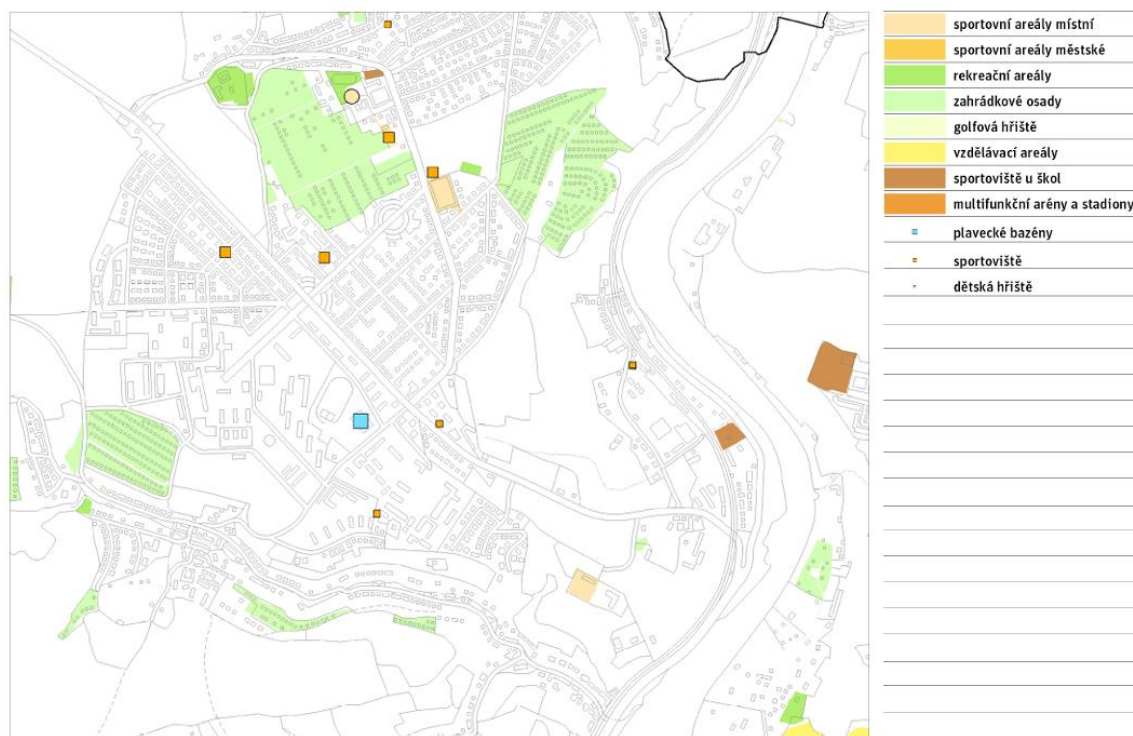 sportovní areály místní
sportovní areály městské
rekreační areály
zahrádkové osady
golfová hřiště
vzdělávací areály
sportoviště u škol
multifunkční arény a stadiony
plavecké bazény
sportoviště
dětská hřiště